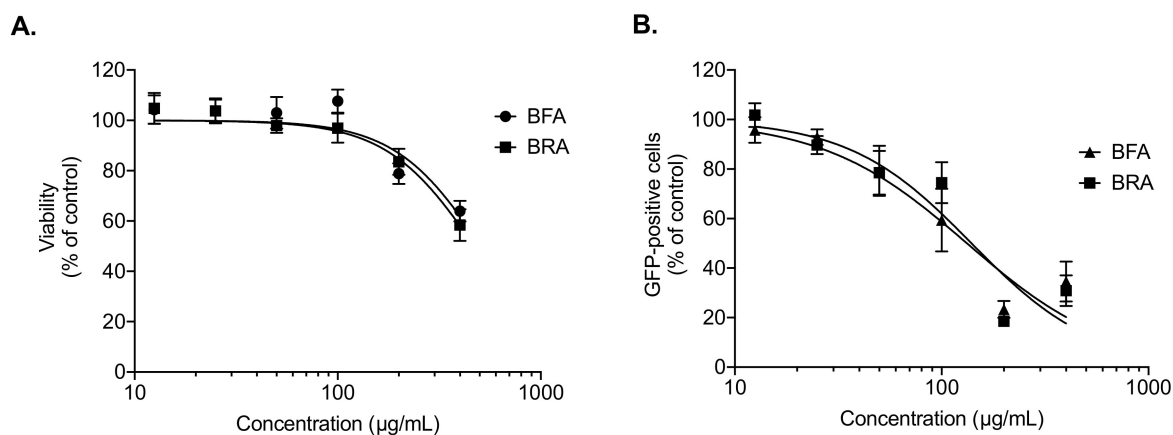 A.
120
100
80
60
40
20
0
Viability
(% of control)
10
100
1000
Concentration (µg/mL)
BFA
BRA
B.
120
100
80
60
40
20
0
GFP-positive cells
(% of control)
10
100
1000
Concentration (µg/mL)
BFA
BRA